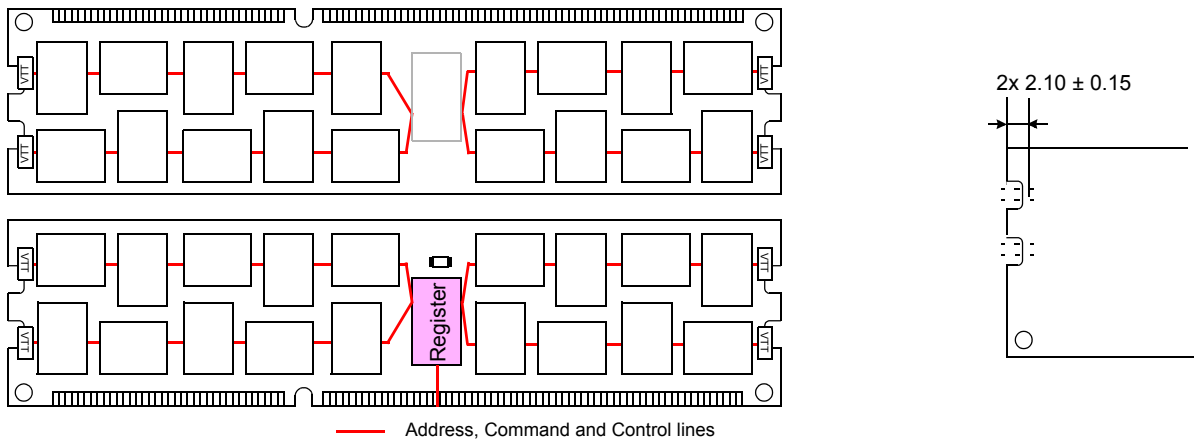 VTT
VTT
2x 2.10 ± 0.15
VTT
VTT
VTT
VTT
Register
VTT
VTT
Address, Command and Control lines